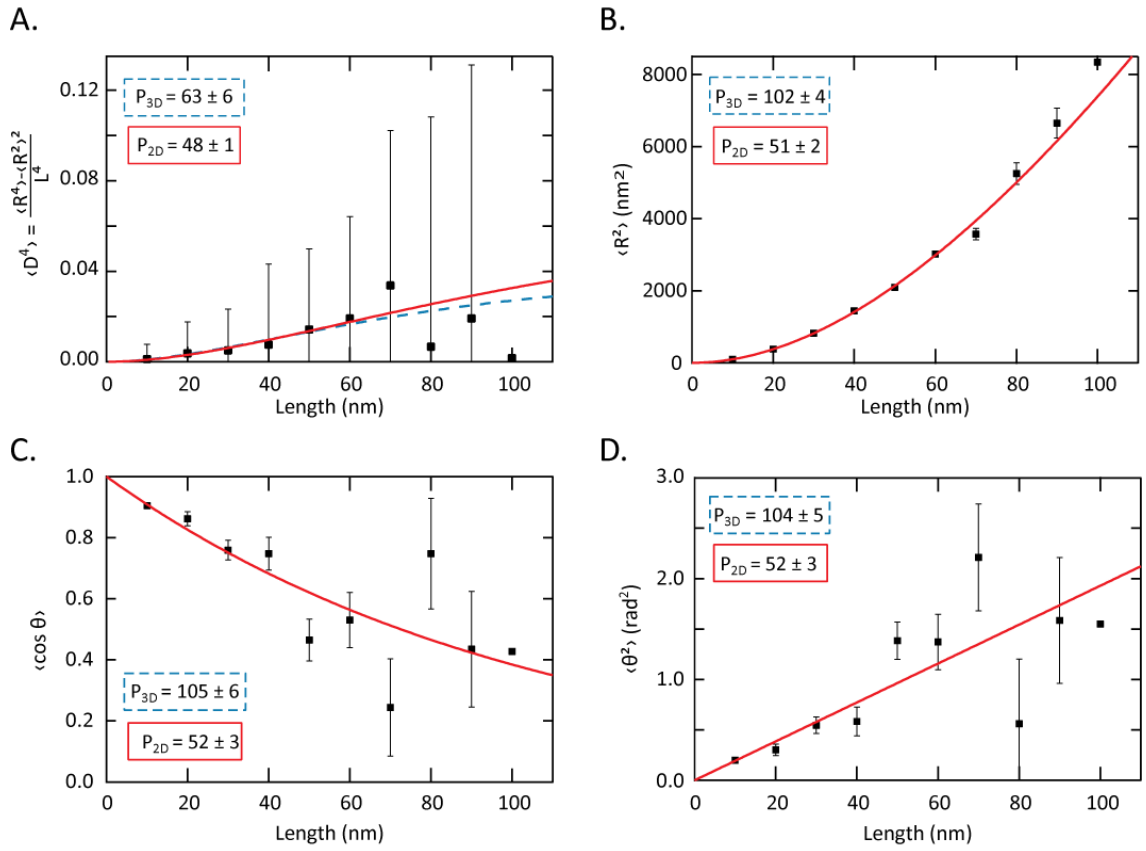 A.
P3D = 63 ± 6
P2D = 48 ± 1
‹D⁴› = ‹R⁴›-‹R²›² / L⁴
0.12
0.08
0.04
0.00
0 20 40 60 80 100
Length (nm)
B.
P3D = 102 ± 4
P2D = 51 ± 2
‹R²› (nm²)
8000
6000
4000
2000
0
0 20 40 60 80 100
Length (nm)
C.
‹cos θ›
1.0
0.8
0.6
0.4
0.2
0.0
P3D = 105 ± 6
P2D = 52 ± 3
0 20 40 60 80 100
Length (nm)
D.
P3D = 104 ± 5
P2D = 52 ± 3
‹θ²› (rad²)
3.0
2.0
1.0
0.0
0 20 40 60 80 100
Length (nm)